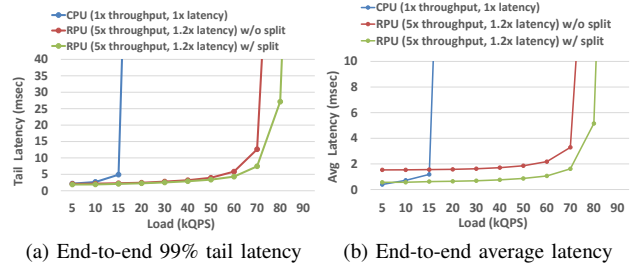 CPU (1x throughput, 1x latency)
RPU (5x throughput, 1.2x latency) w/o split
RPU (5x throughput, 1.2x latency) w/ split
40
35
30
25
20
15
10
5
0
Tail Latency (msec)
5 10 15 20 30 40 50 60 70 80 90
Load (kQPS)
(a) End-to-end 99% tail latency
CPU (1x throughput, 1x latency)
RPU (5x throughput, 1.2x latency) w/o split
RPU (5x throughput, 1.2x latency) w/ split
10
8
6
4
2
0
Avg Latency (msec)
5 10 15 20 30 40 50 60 70 80 90
Load (kQPS)
(b) End-to-end average latency